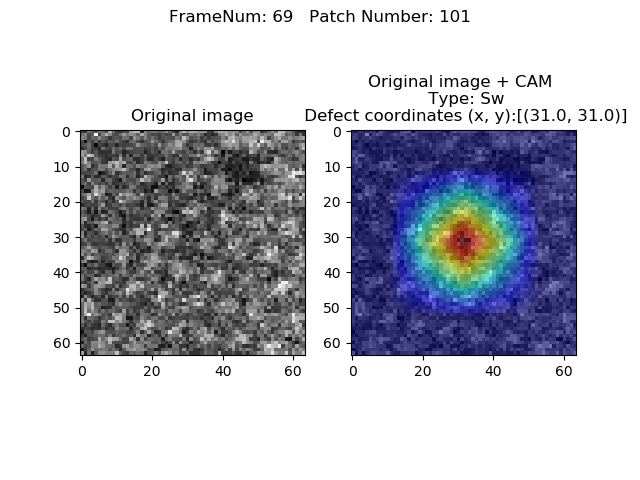 FrameNum: 69   Patch Number: 101
Original image
Original image + CAM
Type: Sw
Defect coordinates (x, y):[(31.0, 31.0)]
0
10
20
30
40
50
60
0 20 40 60
0
10
20
30
40
50
60
0 20 40 60